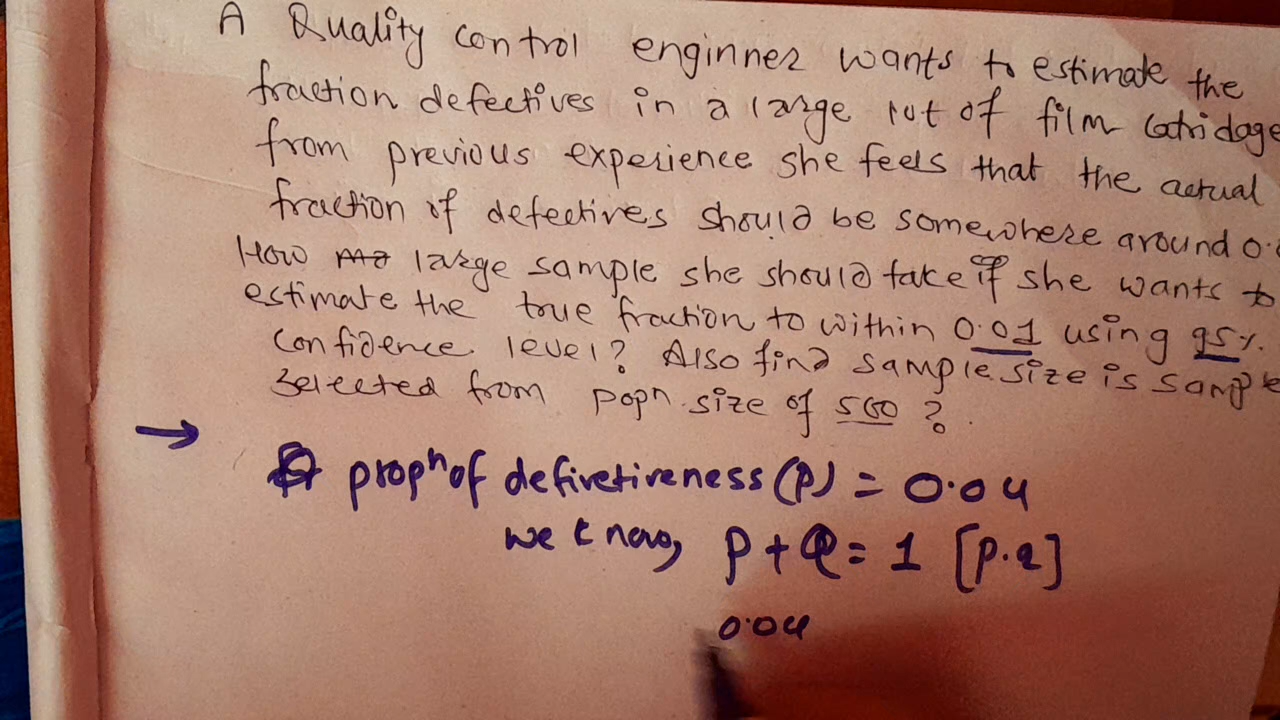 A Quality control enginner wants to estimate the
fraction defectives in a large lot of film Catridage
from previous experience she feels that the actual
fraction of defectives should be somewhere around 0.
How large sample she should take if she wants to
estimate the true fraction to within 0.01 using 95%.
Confidence level? Also find sample size is sample
selected from popn. size of 500 ?
→ propn of defiretiveness (P) = 0.04
we know, P + Q = 1 [p.q]
0.04